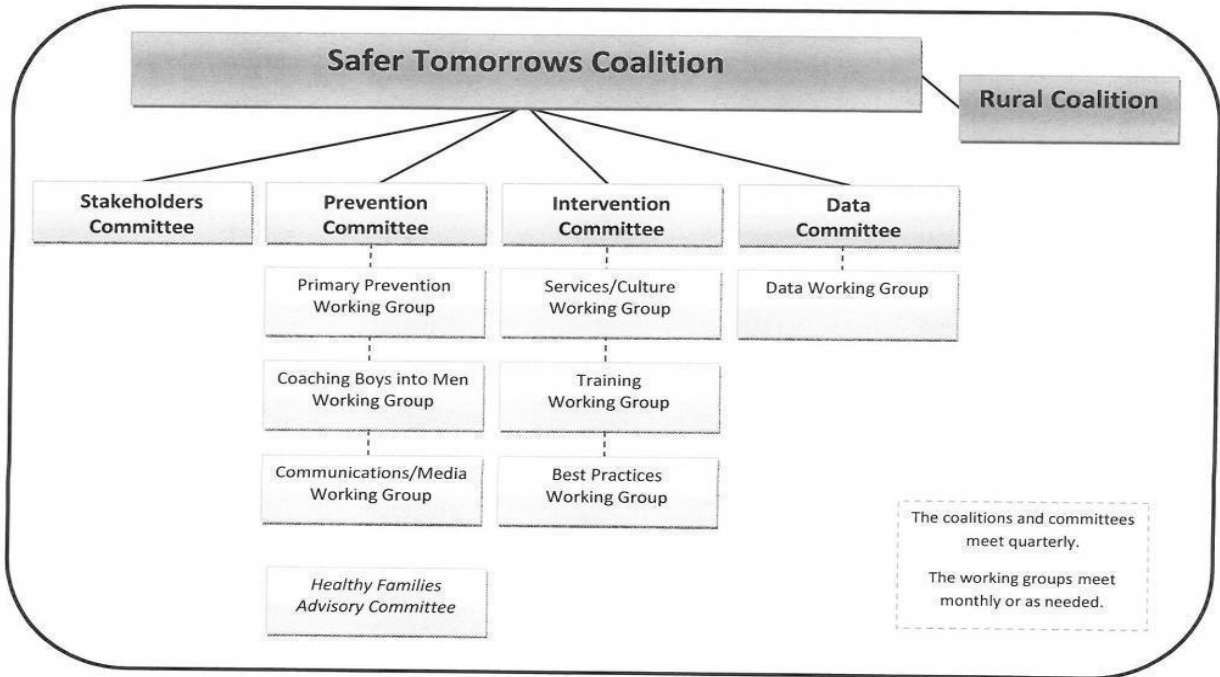 Safer Tomorrows Coalition
Rural Coalition
Stakeholders
Committee
Prevention
Committee
Intervention
Committee
Data
Committee
Primary Prevention
Working Group
Services/Culture
Working Group
Data Working Group
Coaching Boys into Men
Working Group
Training
Working Group
Communications/Media
Working Group
Best Practices
Working Group
Healthy Families
Advisory Committee
The coalitions and committees
meet quarterly.
The working groups meet
monthly or as needed.